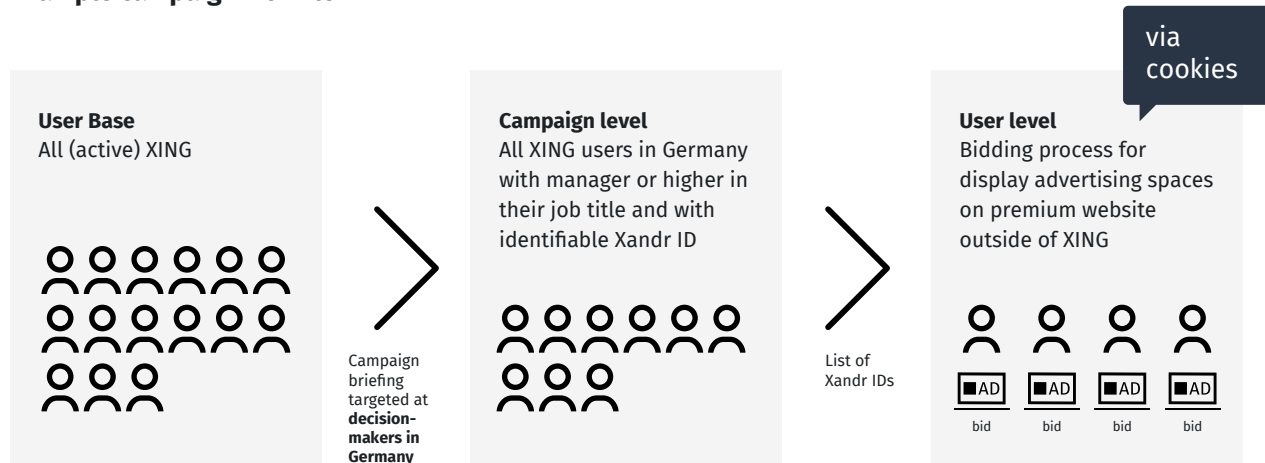 via
cookies
User Base
All (active) XING
Campaign level
All XING users in Germany
with manager or higher in
their job title and with
identifiable Xandr ID
User level
Bidding process for
display advertising spaces
on premium website
outside of XING
Campaign
briefing
targeted at
decision-
makers in
Germany
List of
Xandr IDs
AD
AD
AD
AD
bid
bid
bid
bid